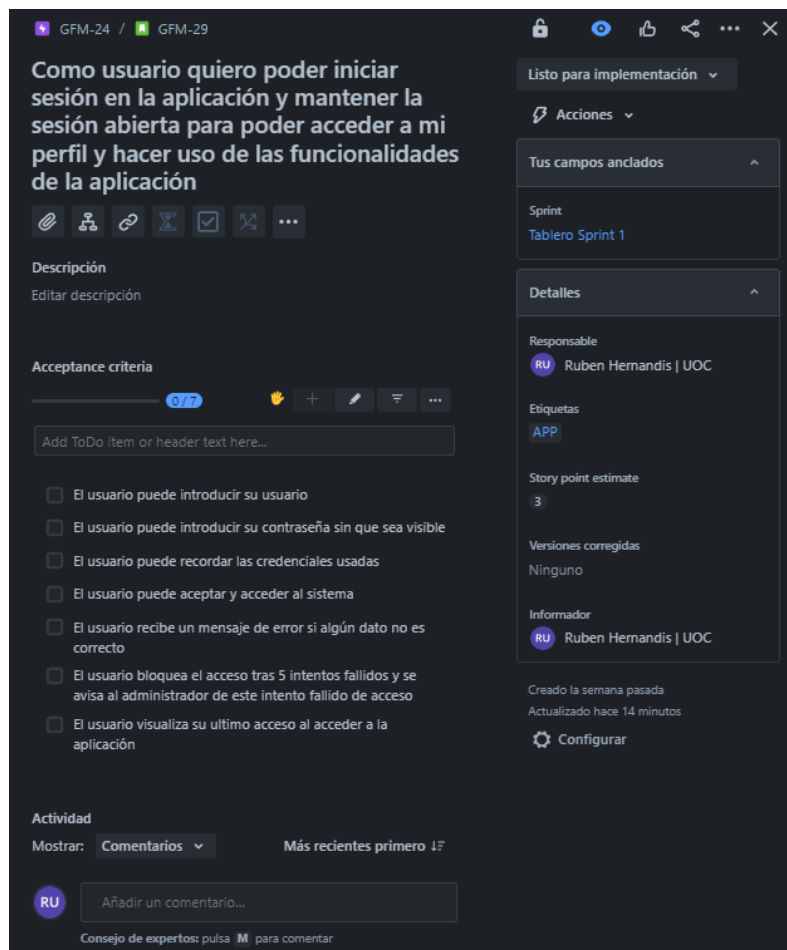 GFM-24 / GFM-29
Como usuario quiero poder iniciar
sesión en la aplicación y mantener la
sesión abierta para poder acceder a mi
perfil y hacer uso de las funcionalidades
de la aplicación
Descripción
Editar descripción
Acceptance criteria
0 / 7
Add ToDo item or header text here...
El usuario puede introducir su usuario
El usuario puede introducir su contraseña sin que sea visible
El usuario puede recordar las credenciales usadas
El usuario puede aceptar y acceder al sistema
El usuario recibe un mensaje de error si algún dato no es
correcto
El usuario bloquea el acceso tras 5 intentos fallidos y se
avisa al administrador de este intento fallido de acceso
El usuario visualiza su ultimo acceso al acceder a la
aplicación
Actividad
Mostrar: Comentarios
Más recientes primero
RU
Añadir un comentario...
Consejo de expertos: pulsa M para comentar
Listo para implementación
Acciones
Tus campos anclados
Sprint
Tablero Sprint 1
Detalles
Responsable
RU Ruben Hernandis | UOC
Etiquetas
APP
Story point estimate
3
Versiones corregidas
Ninguno
Informador
RU Ruben Hernandis | UOC
Creado la semana pasada
Actualizado hace 14 minutos
Configurar